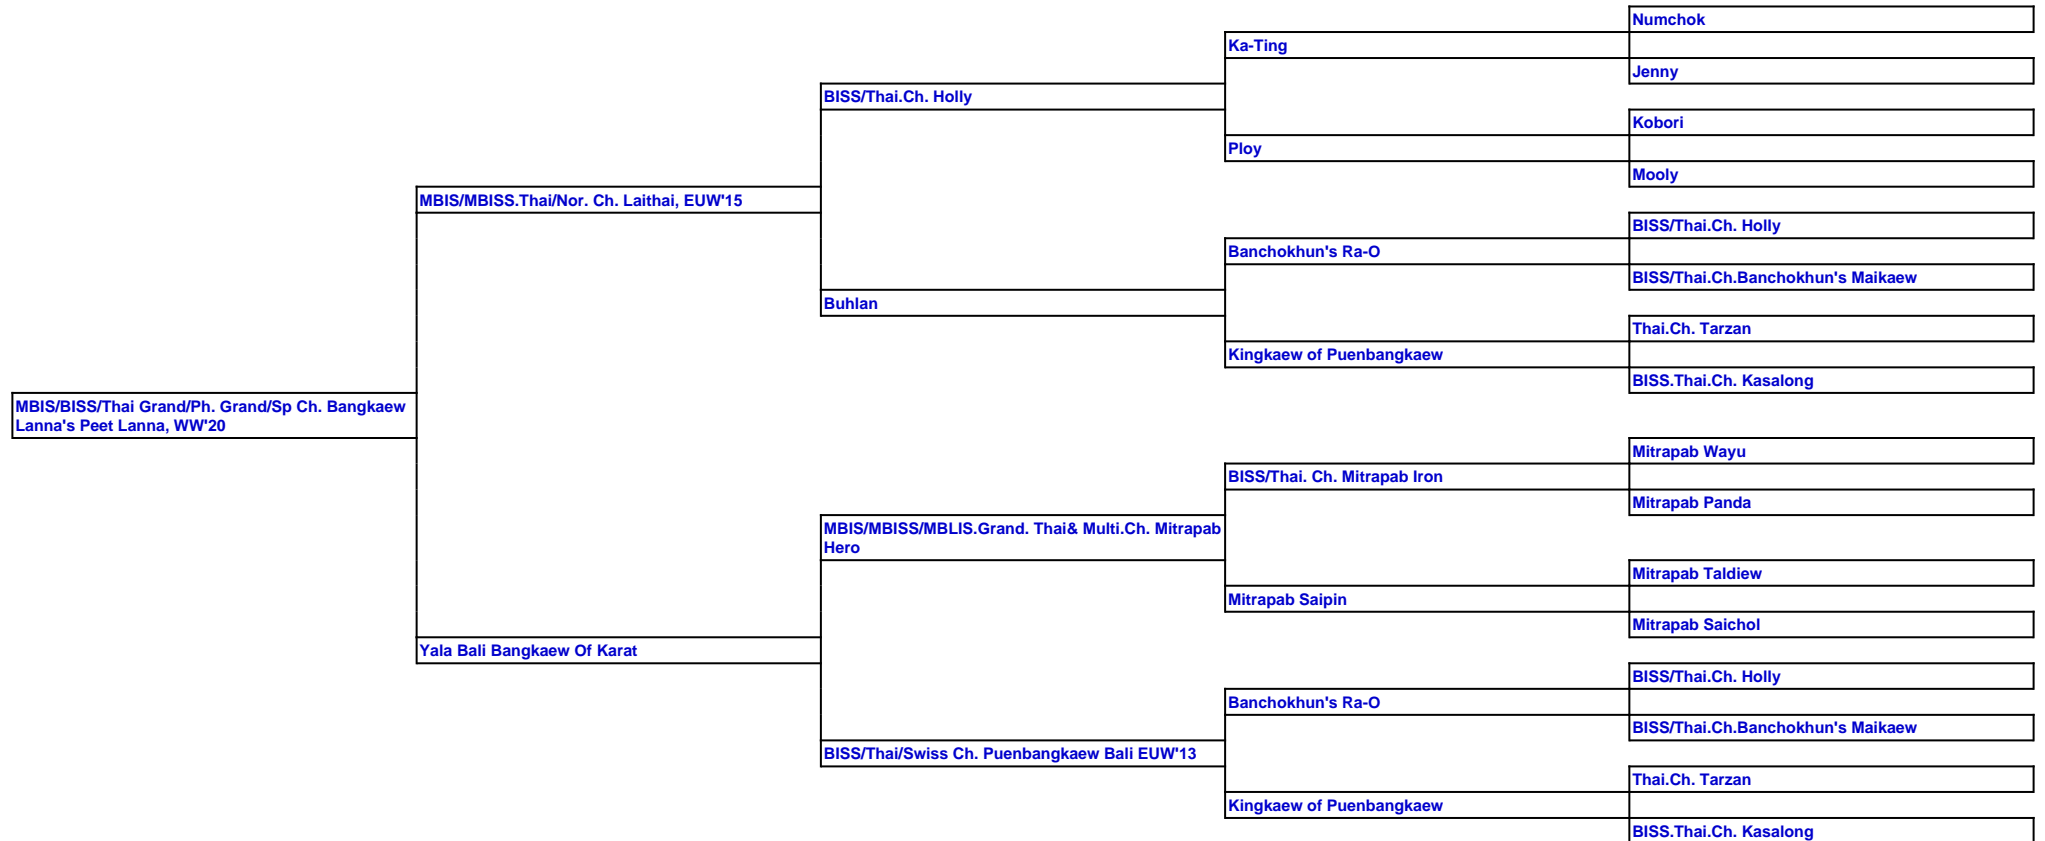 Numchok
Ka-Ting
Jenny
BISS/Thai.Ch. Holly
Kobori
Ploy
Mooly
MBIS/MBISS.Thai/Nor. Ch. Laithai, EUW'15
BISS/Thai.Ch. Holly
Banchokhun's Ra-O
BISS/Thai.Ch.Banchokhun's Maikaew
Buhlan
Thai.Ch. Tarzan
Kingkaew of Puenbangkaew
BISS.Thai.Ch. Kasalong
MBIS/BISS/Thai Grand/Ph. Grand/Sp Ch. Bangkaew
Lanna's Peet Lanna, WW'20
Mitrapab Wayu
BISS/Thai. Ch. Mitrapab Iron
Mitrapab Panda
MBIS/MBISS/MBLIS.Grand. Thai& Multi.Ch. Mitrapab
Hero
Mitrapab Taldiew
Mitrapab Saipin
Mitrapab Saichol
Yala Bali Bangkaew Of Karat
BISS/Thai.Ch. Holly
Banchokhun's Ra-O
BISS/Thai.Ch.Banchokhun's Maikaew
BISS/Thai/Swiss Ch. Puenbangkaew Bali EUW'13
Thai.Ch. Tarzan
Kingkaew of Puenbangkaew
BISS.Thai.Ch. Kasalong